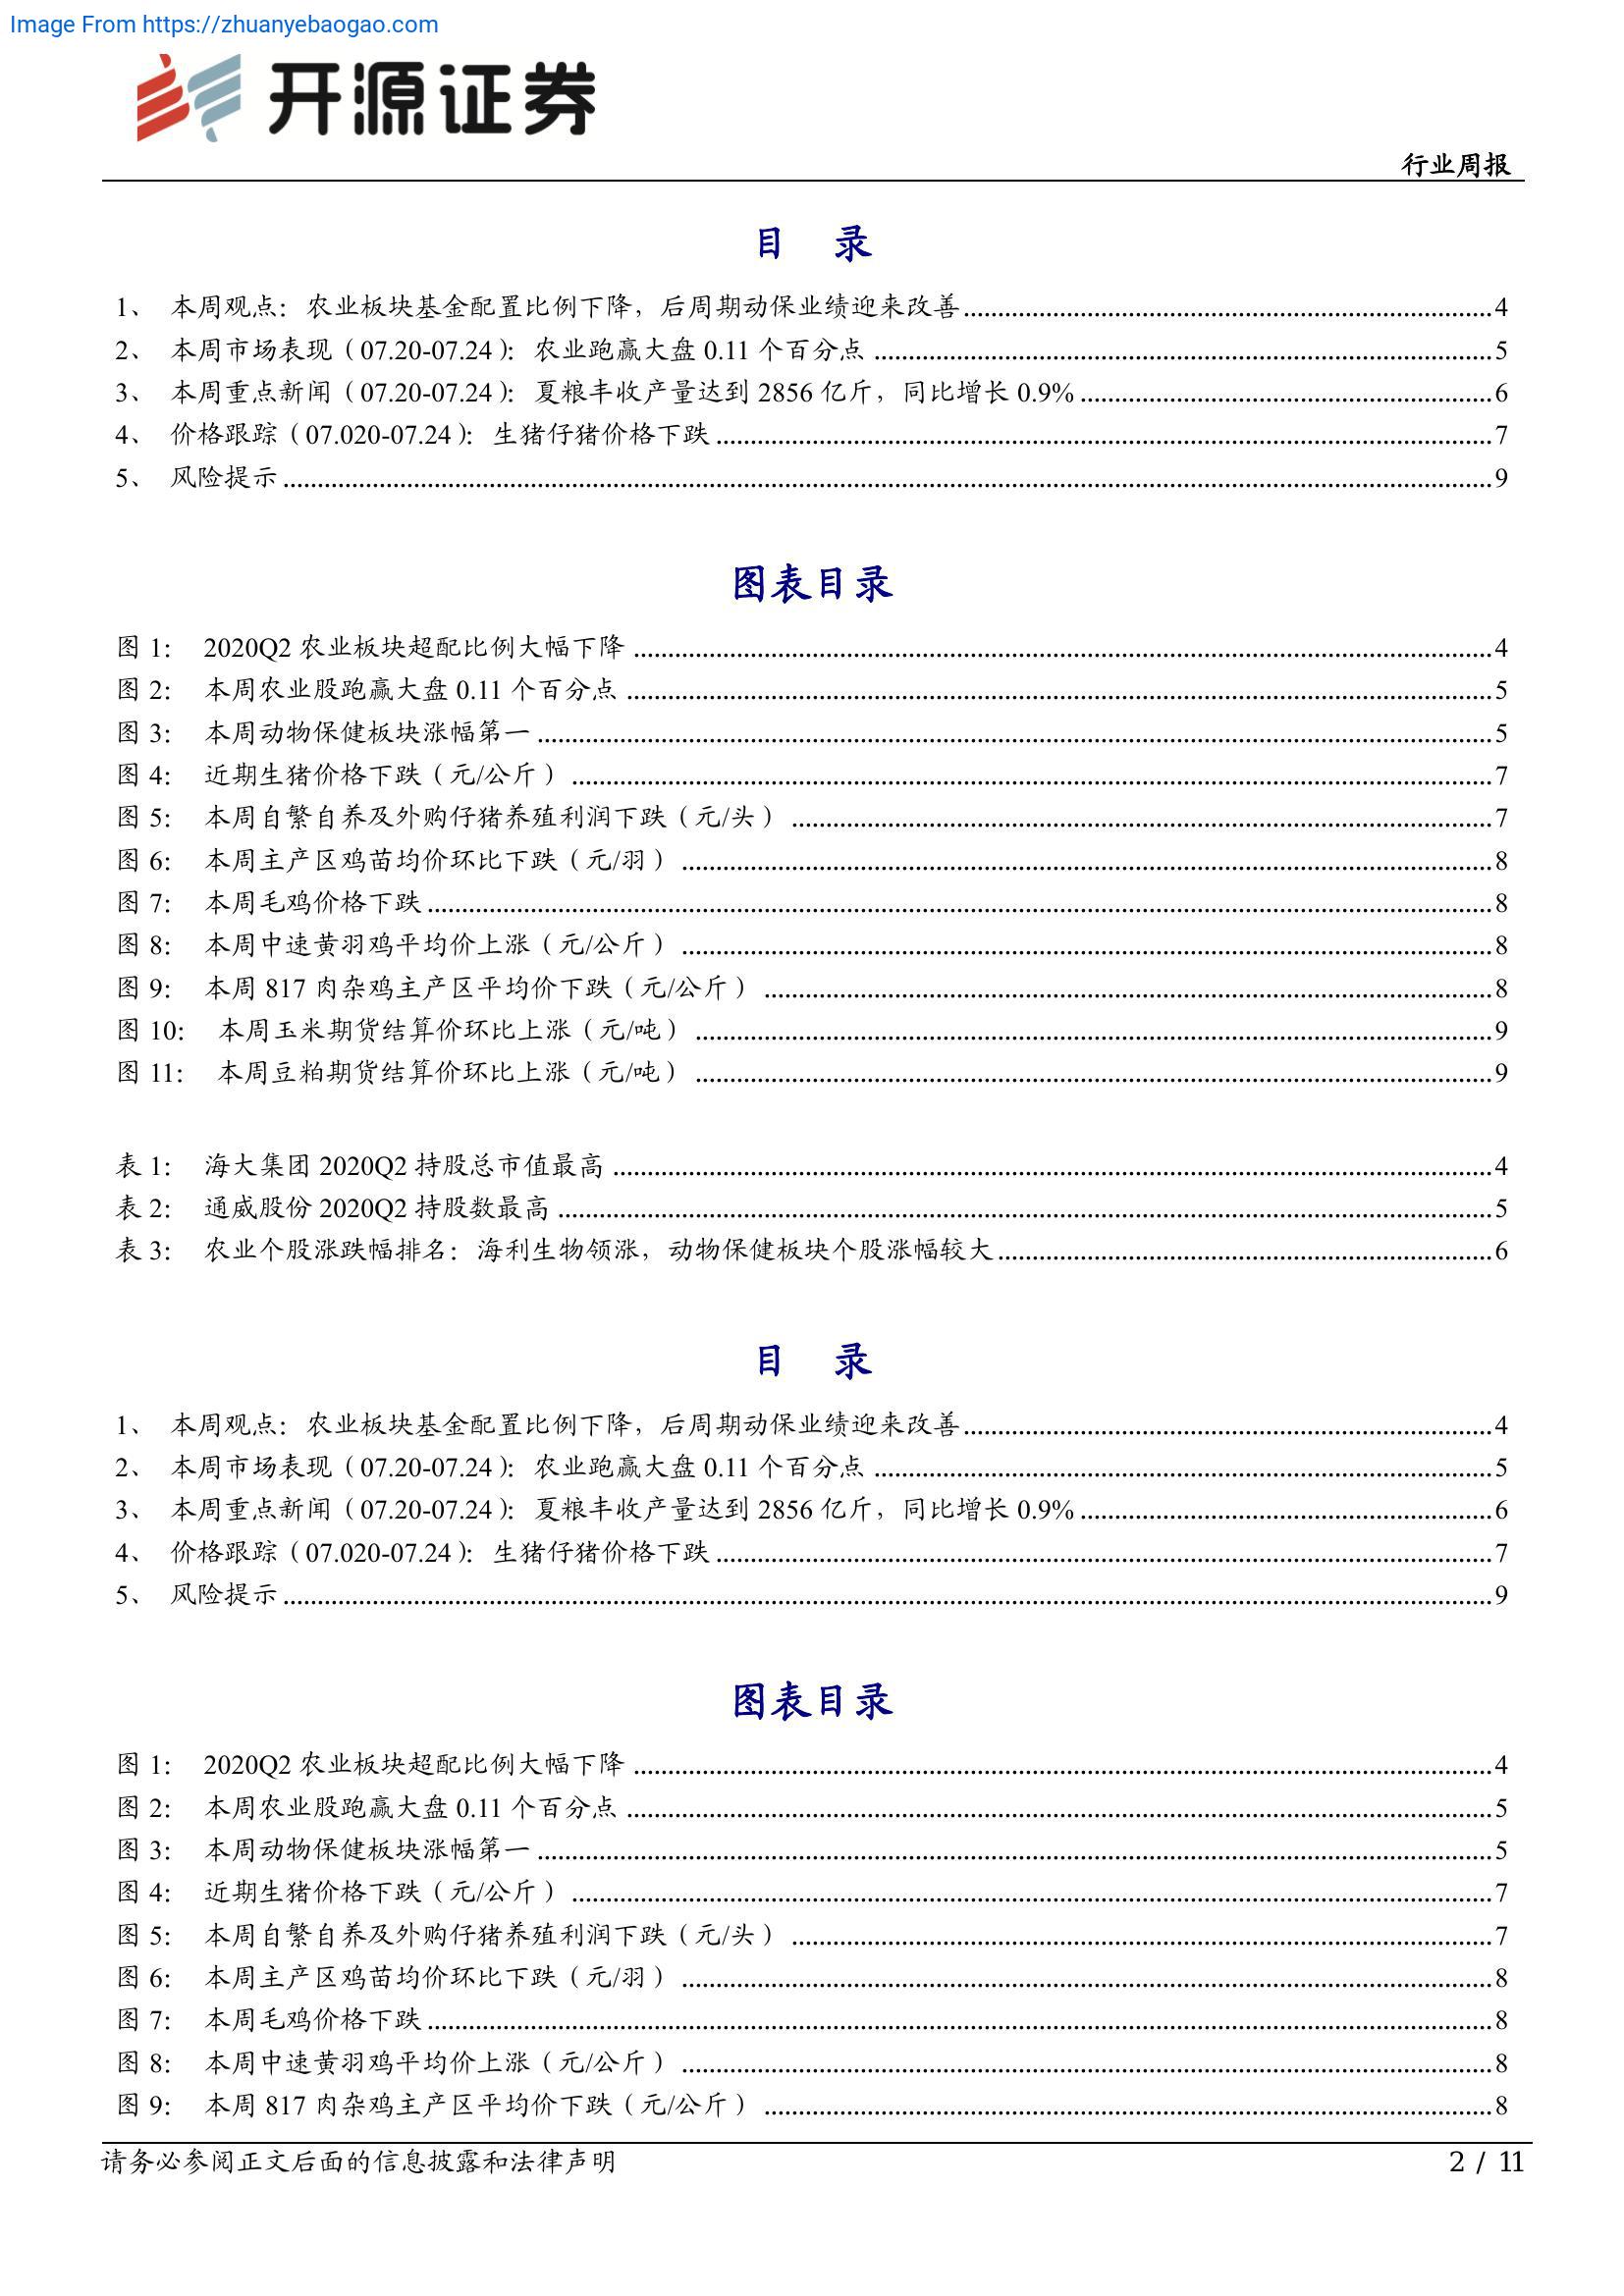 Image From https://zhuanyebaogao.com
开源证券
行业周报
目 录
1、 本周观点：农业板块基金配置比例下降，后周期动保业绩迎来改善 4
2、 本周市场表现（07.20-07.24）：农业跑赢大盘 0.11 个百分点 5
3、 本周重点新闻（07.20-07.24）：夏粮丰收产量达到 2856 亿斤，同比增长 0.9% 6
4、 价格跟踪（07.020-07.24）：生猪仔猪价格下跌 7
5、 风险提示 9
图表目录
图 1： 2020Q2 农业板块超配比例大幅下降 4
图 2： 本周农业股跑赢大盘 0.11 个百分点 5
图 3： 本周动物保健板块涨幅第一 5
图 4： 近期生猪价格下跌（元/公斤） 7
图 5： 本周自繁自养及外购仔猪养殖利润下跌（元/头） 7
图 6： 本周主产区鸡苗均价环比下跌（元/羽） 8
图 7： 本周毛鸡价格下跌 8
图 8： 本周中速黄羽鸡平均价上涨（元/公斤） 8
图 9： 本周 817 肉杂鸡主产区平均价下跌（元/公斤） 8
图 10： 本周玉米期货结算价环比上涨（元/吨） 9
图 11： 本周豆粕期货结算价环比上涨（元/吨） 9
表 1： 海大集团 2020Q2 持股总市值最高 4
表 2： 通威股份 2020Q2 持股数最高 5
表 3： 农业个股涨跌幅排名：海利生物领涨，动物保健板块个股涨幅较大 6
目 录
1、 本周观点：农业板块基金配置比例下降，后周期动保业绩迎来改善 4
2、 本周市场表现（07.20-07.24）：农业跑赢大盘 0.11 个百分点 5
3、 本周重点新闻（07.20-07.24）：夏粮丰收产量达到 2856 亿斤，同比增长 0.9% 6
4、 价格跟踪（07.020-07.24）：生猪仔猪价格下跌 7
5、 风险提示 9
图表目录
图 1： 2020Q2 农业板块超配比例大幅下降 4
图 2： 本周农业股跑赢大盘 0.11 个百分点 5
图 3： 本周动物保健板块涨幅第一 5
图 4： 近期生猪价格下跌（元/公斤） 7
图 5： 本周自繁自养及外购仔猪养殖利润下跌（元/头） 7
图 6： 本周主产区鸡苗均价环比下跌（元/羽） 8
图 7： 本周毛鸡价格下跌 8
图 8： 本周中速黄羽鸡平均价上涨（元/公斤） 8
图 9： 本周 817 肉杂鸡主产区平均价下跌（元/公斤） 8
请务必参阅正文后面的信息披露和法律声明 2 / 11